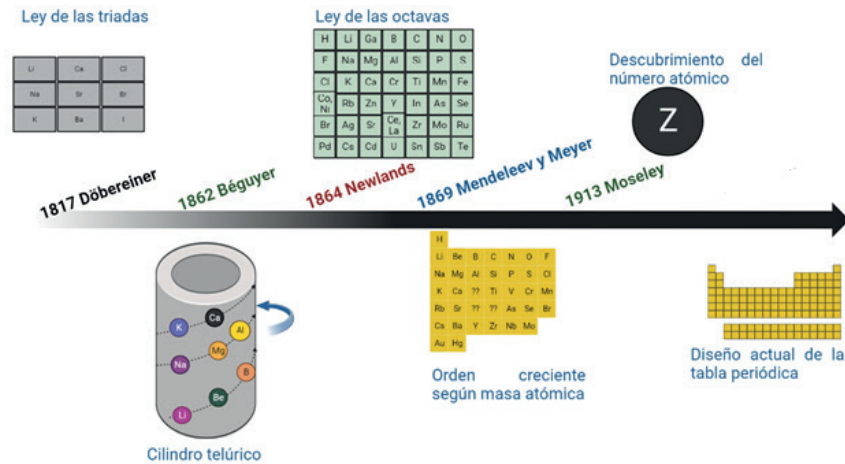 Ley de las triadas
Li Ca Cl
Na Sr Br
K Ba I
Ley de las octavas
H Li Ga B C N O
F Na Mg Al Si P S
Cl K Ca Cr Ti Mn Fe
Co, Ni Rb Zn Y In As Se
Br Ag Sr Ce, La Zr Mo Ru
Pd Cs Cd U Sn Sb Te
Descubrimiento del
número atómico
Z
1817 Döbereiner
1862 Béguyer
1864 Newlands
1869 Mendeleev y Meyer
1913 Moseley
K Ca Al
Na Mg B
Li Be
Cilindro telúrico
H
Li Be B C N O F
Na Mg Al Si P S Cl
K Ca ?? Ti V Cr Mn
Rb Sr ?? ?? As Se Br
Cs Ba Y Zr Nb Mo
Au Hg
Orden creciente
según masa atómica
Diseño actual de la
tabla periódica